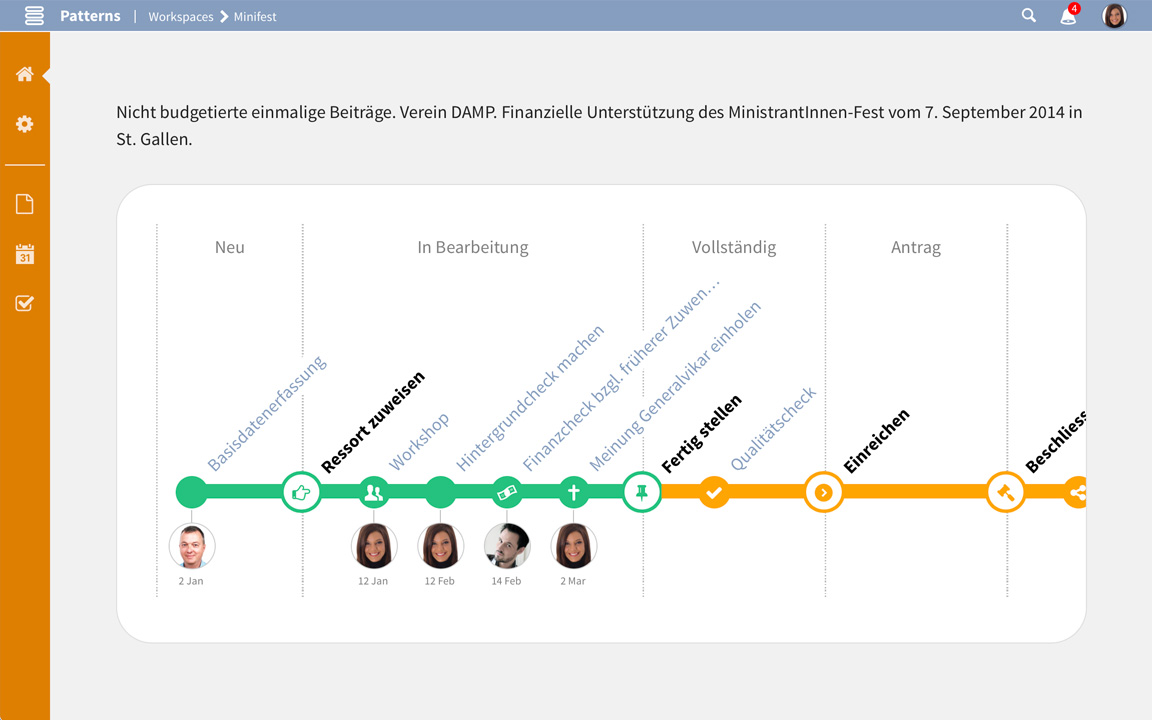 Patterns | Workspaces Minifest
4
31
Nicht budgetierte einmalige Beiträge. Verein DAMP. Finanzielle Unterstützung des MinistrantInnen-Fest vom 7. September 2014 in
St. Gallen.
Neu
In Bearbeitung
Vollständig
Antrag
Basisdatenerfassung
Ressort zuweisen
Workshop
Hintergrundcheck machen
Finanzcheck bzgl. früherer Zuwen...
Meinung Generalvikar einholen
Fertig stellen
Qualitätscheck
Einreichen
Beschliess
2 Jan
12 Jan
12 Feb
14 Feb
2 Mar